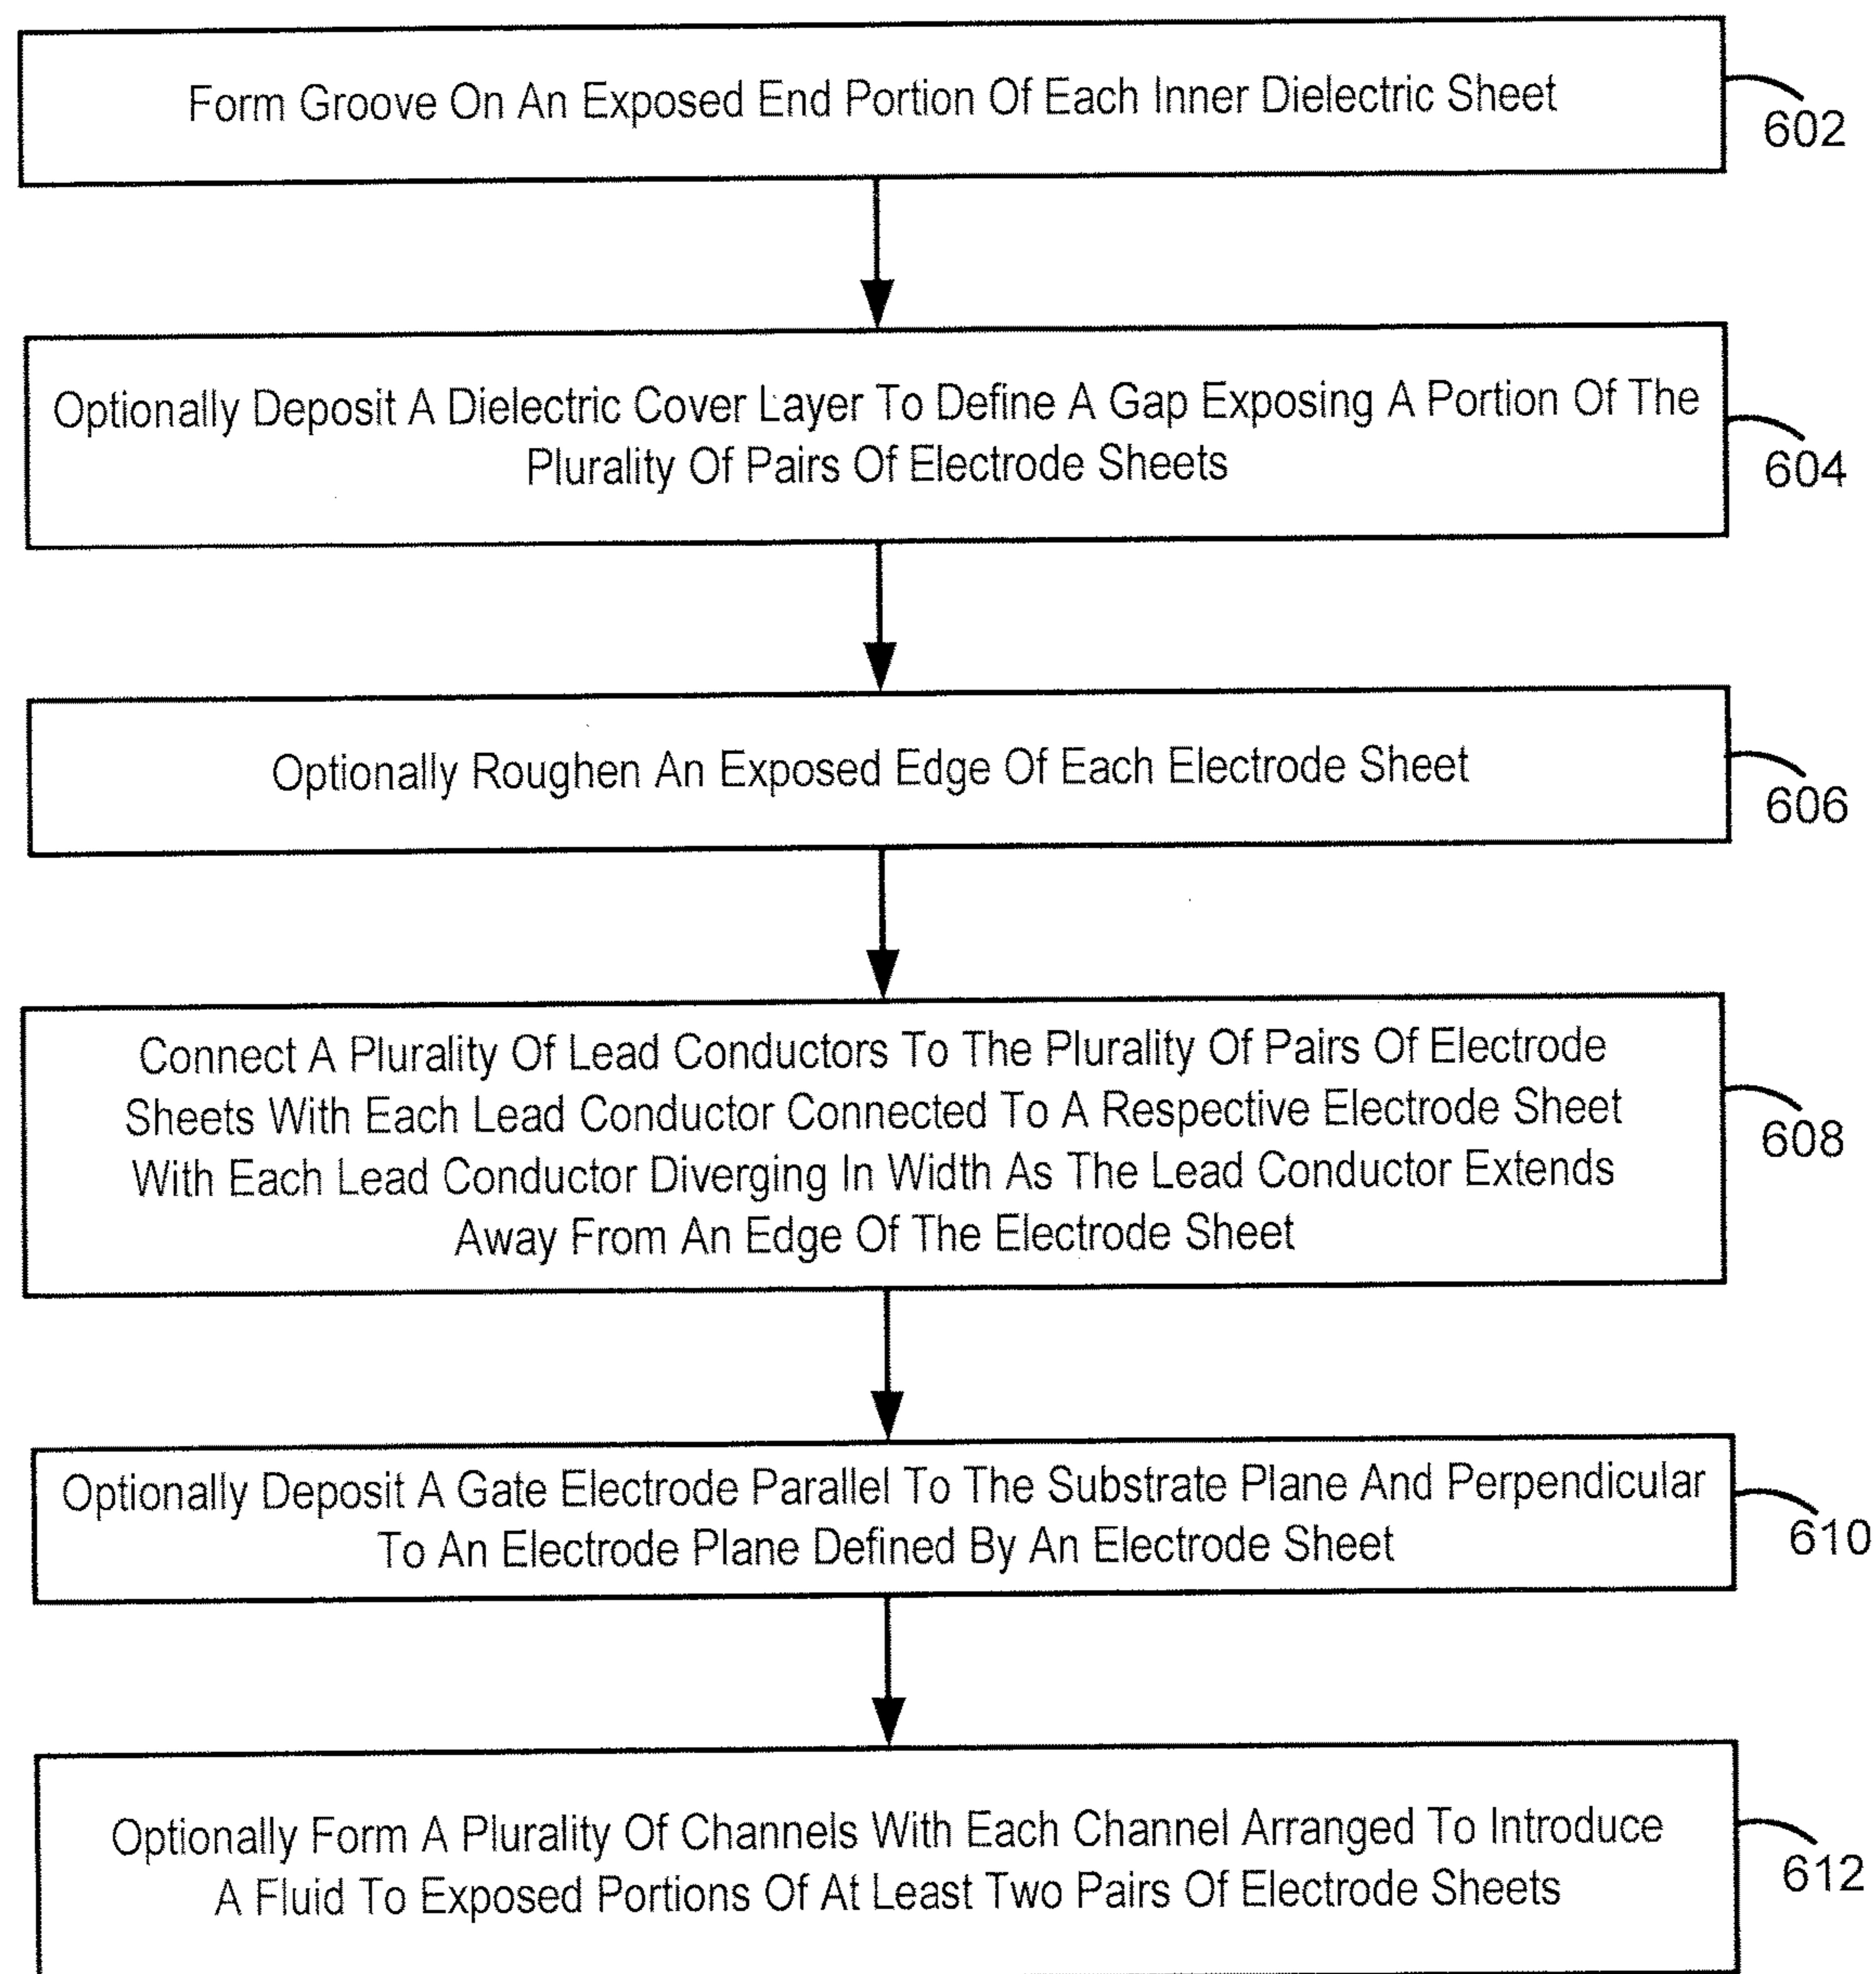 Form Groove On An Exposed End Portion Of Each Inner Dielectric Sheet
602
Optionally Deposit A Dielectric Cover Layer To Define A Gap Exposing A Portion Of The
Plurality Of Pairs Of Electrode Sheets
604
Optionally Roughen An Exposed Edge Of Each Electrode Sheet
606
Connect A Plurality Of Lead Conductors To The Plurality Of Pairs Of Electrode
Sheets With Each Lead Conductor Connected To A Respective Electrode Sheet
With Each Lead Conductor Diverging In Width As The Lead Conductor Extends
Away From An Edge Of The Electrode Sheet
608
Optionally Deposit A Gate Electrode Parallel To The Substrate Plane And Perpendicular
To An Electrode Plane Defined By An Electrode Sheet
610
Optionally Form A Plurality Of Channels With Each Channel Arranged To Introduce
A Fluid To Exposed Portions Of At Least Two Pairs Of Electrode Sheets
612